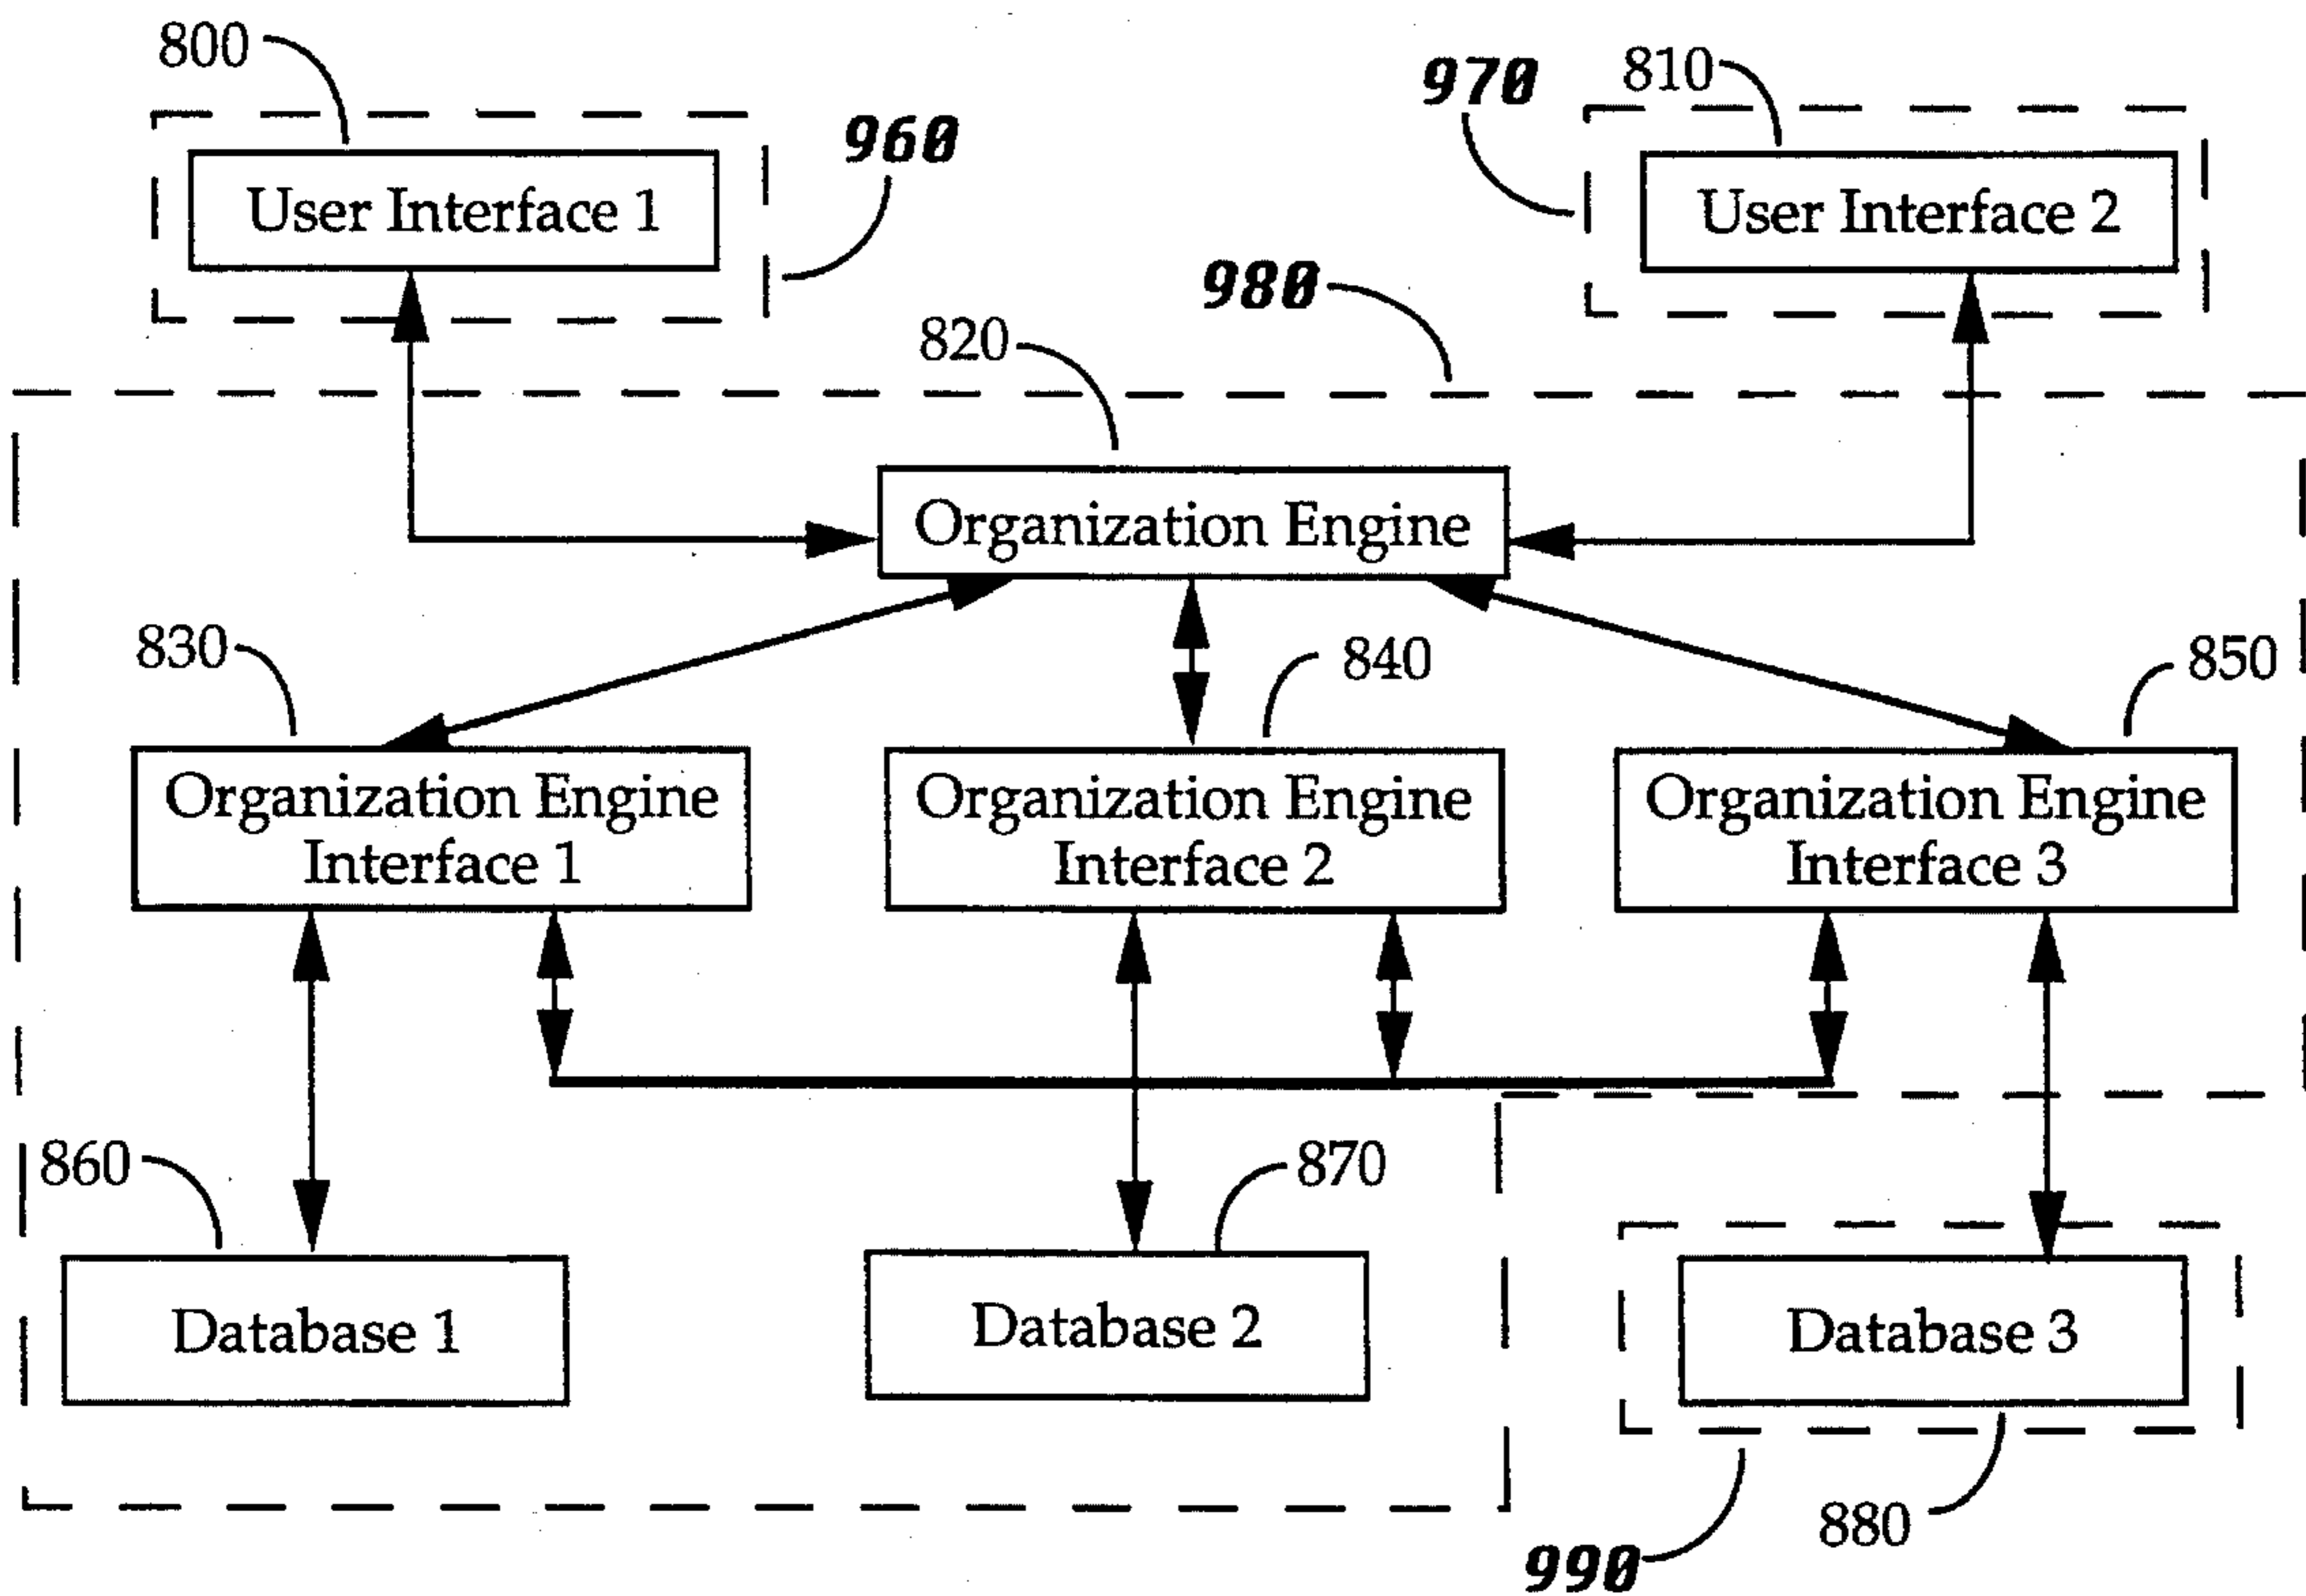 800
810
970
960
User Interface 1
User Interface 2
980
820
Organization Engine
830
840
850
Organization Engine
Interface 1
Organization Engine
Interface 2
Organization Engine
Interface 3
860
870
Database 1
Database 2
Database 3
880
990